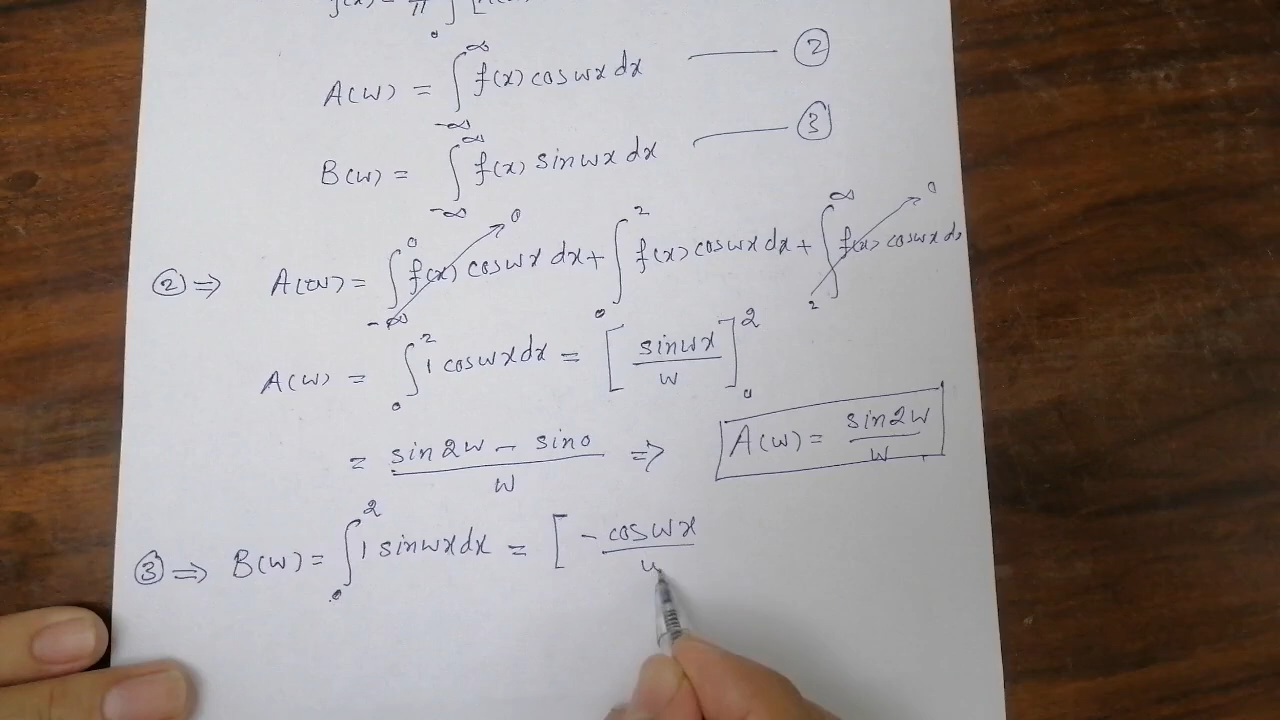 f(x) = 1/π ∫₀
A(w) = ∫_{-∞}^{∞} f(x) cos wx dx —— ②
B(w) = ∫_{-∞}^{∞} f(x) sin wx dx —— ③
② ⇒ A(w) = ∫_{-∞}^{0} f(x) cos wx dx + ∫_{0}^{2} f(x) cos wx dx + ∫_{2}^{∞} f(x) cos wx dx
A(w) = ∫_{0}^{2} 1 cos wx dx = [sin wx / w]_{0}^{2}
= (sin 2w - sin 0) / w ⇒ A(w) = sin 2w / w
③ ⇒ B(w) = ∫_{0}^{2} 1 sin wx dx = [ - cos wx / w